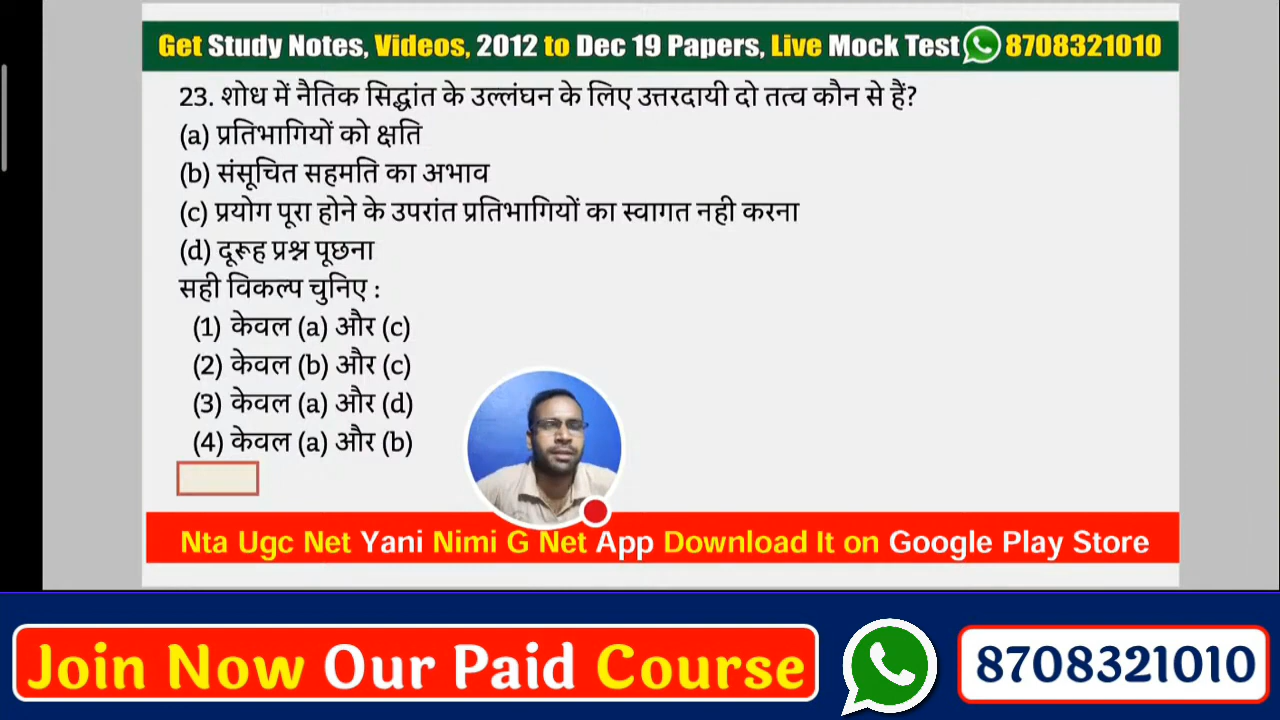 Get Study Notes, Videos, 2012 to Dec 19 Papers, Live Mock Test 8708321010
23. शोध में नैतिक सिद्धांत के उल्लंघन के लिए उत्तरदायी दो तत्व कौन से हैं?
(a) प्रतिभागियों को क्षति
(b) संसूचित सहमति का अभाव
(c) प्रयोग पूरा होने के उपरांत प्रतिभागियों का स्वागत नही करना
(d) दूरूह प्रश्न पूछना
सही विकल्प चुनिए :
(1) केवल (a) और (c)
(2) केवल (b) और (c)
(3) केवल (a) और (d)
(4) केवल (a) और (b)
Nta Ugc Net Yani Nimi G Net App Download It on Google Play Store
Join Now Our Paid Course 8708321010